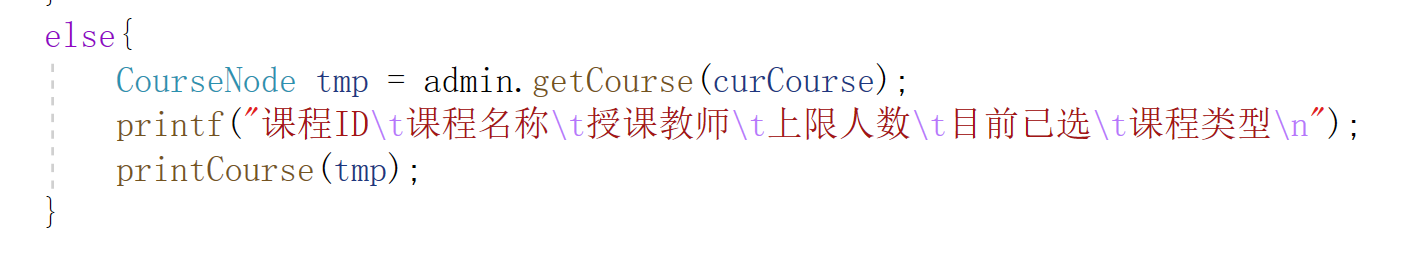 }
else{
    CourseNode tmp = admin.getCourse(curCourse);
    printf("课程ID\t课程名称\t授课教师\t上限人数\t目前已选\t课程类型\n");
    printCourse(tmp);
}